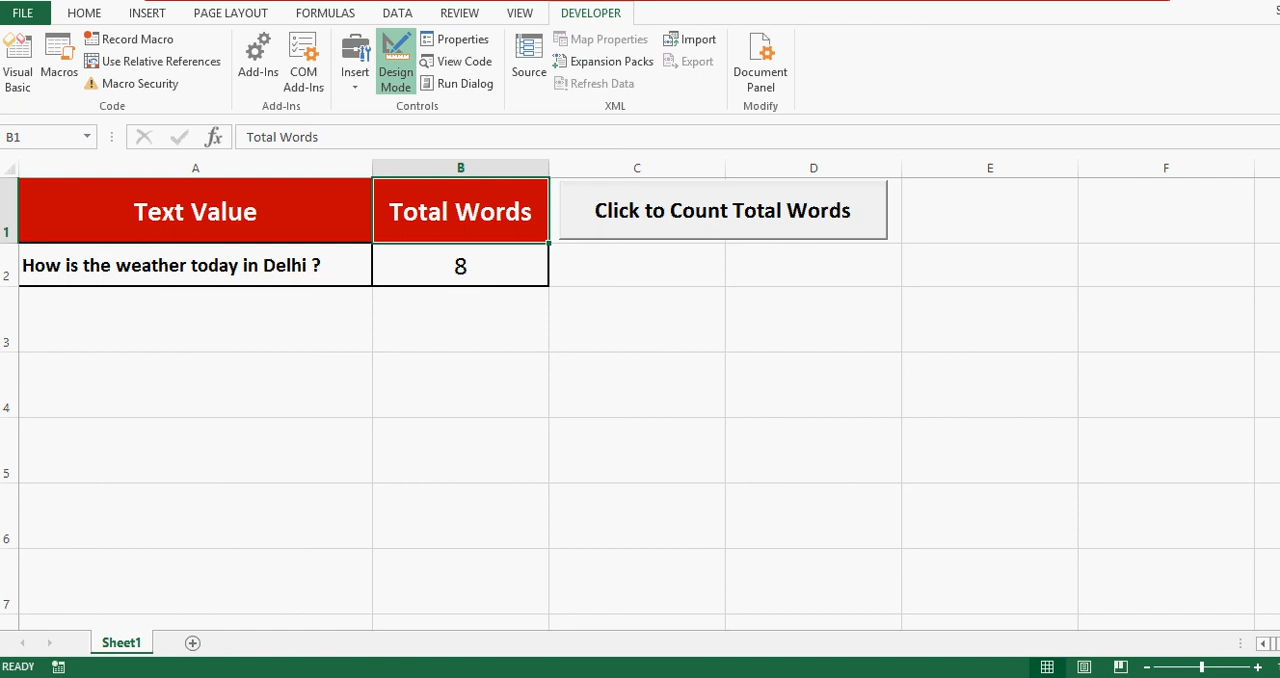 FILE HOME INSERT PAGE LAYOUT FORMULAS DATA REVIEW VIEW DEVELOPER
Visual Basic
Macros
Record Macro
Use Relative References
Macro Security
Code
Add-Ins
COM Add-Ins
Add-Ins
Insert
Design Mode
Properties
View Code
Run Dialog
Controls
Source
Map Properties
Expansion Packs
Refresh Data
Import
Export
XML
Document Panel
Modify
B1 fx Total Words
A B C D E F
1 Text Value Total Words Click to Count Total Words
2 How is the weather today in Delhi ? 8
3
4
5
6
7
Sheet1
READY